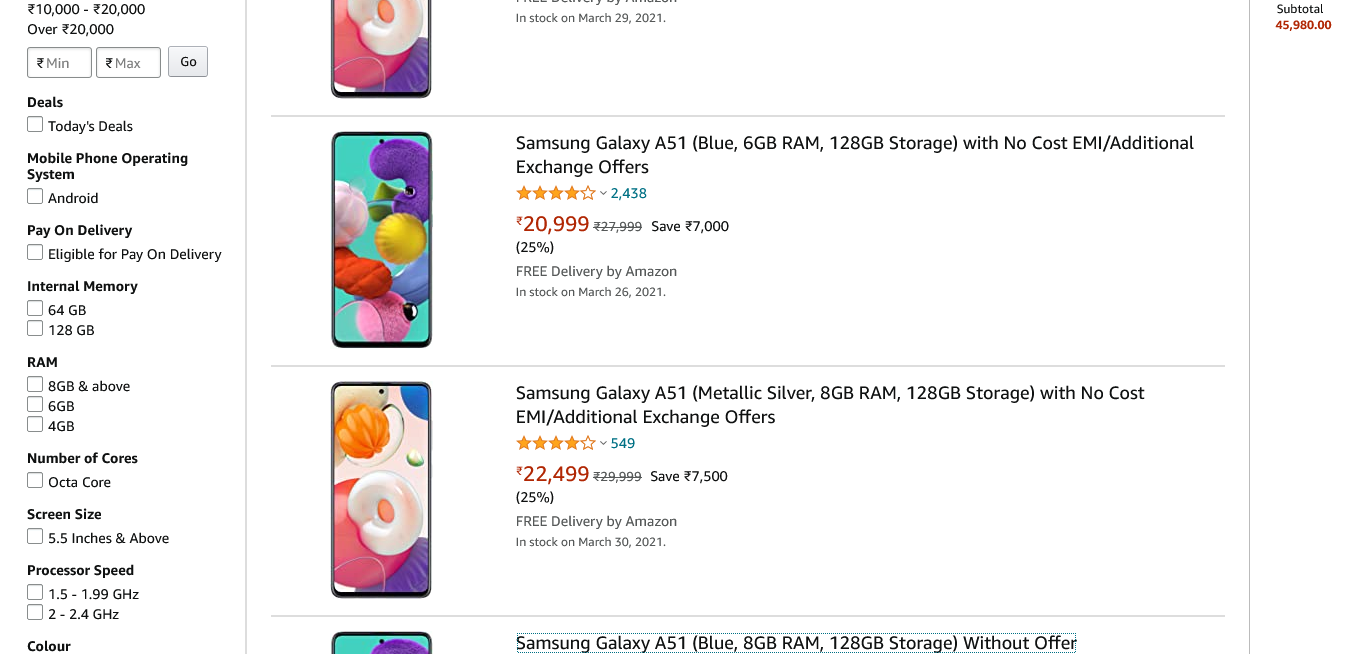 ₹10,000 - ₹20,000
Over ₹20,000
₹ Min ₹ Max Go
Deals
Today's Deals
Mobile Phone Operating
System
Android
Pay On Delivery
Eligible for Pay On Delivery
Internal Memory
64 GB
128 GB
RAM
8GB & above
6GB
4GB
Number of Cores
Octa Core
Screen Size
5.5 Inches & Above
Processor Speed
1.5 - 1.99 GHz
2 - 2.4 GHz
Colour
FREE Delivery by Amazon
In stock on March 29, 2021.
Samsung Galaxy A51 (Blue, 6GB RAM, 128GB Storage) with No Cost EMI/Additional
Exchange Offers
2,438
₹20,999 ₹27,999 Save ₹7,000
(25%)
FREE Delivery by Amazon
In stock on March 26, 2021.
Samsung Galaxy A51 (Metallic Silver, 8GB RAM, 128GB Storage) with No Cost
EMI/Additional Exchange Offers
549
₹22,499 ₹29,999 Save ₹7,500
(25%)
FREE Delivery by Amazon
In stock on March 30, 2021.
Samsung Galaxy A51 (Blue, 8GB RAM, 128GB Storage) Without Offer
Subtotal
45,980.00